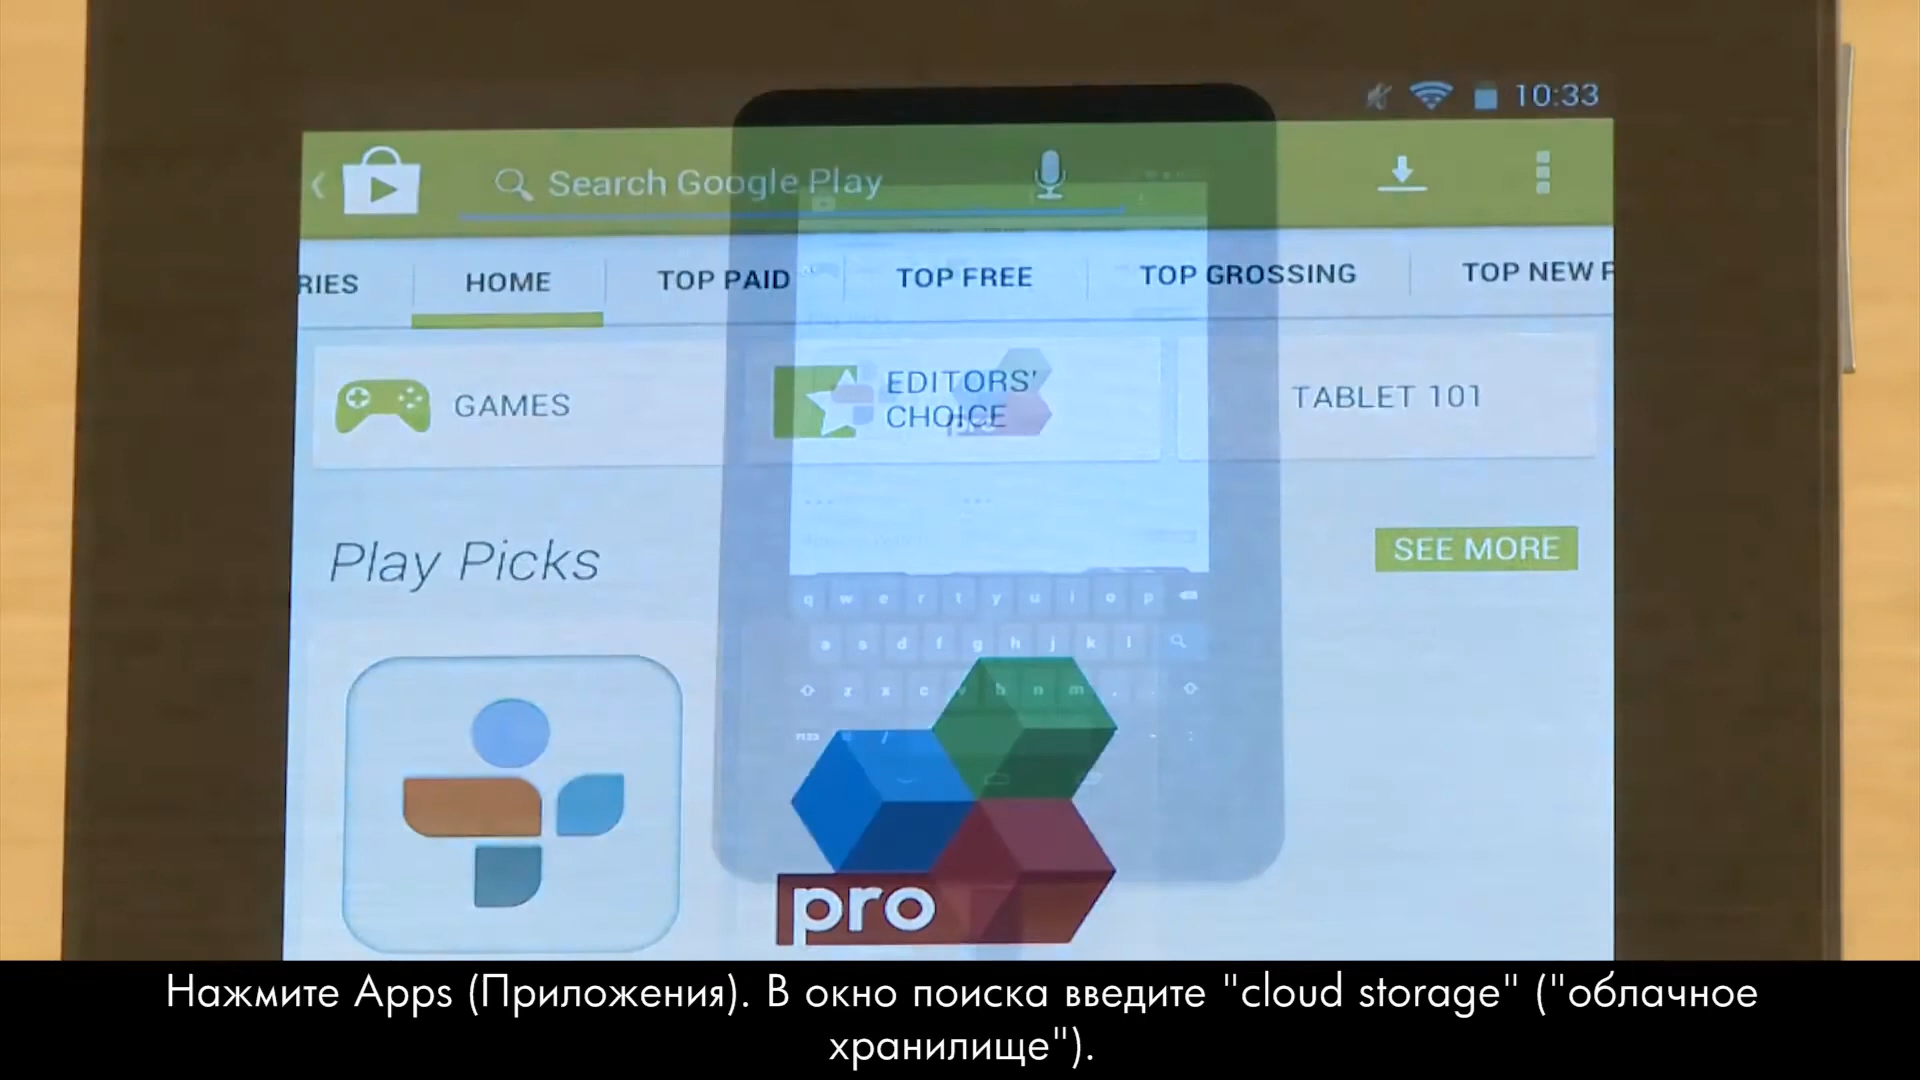 10:33
Search Google Play
RIES
HOME
TOP PAID
TOP FREE
TOP GROSSING
TOP NEW
GAMES
EDITORS'
CHOICE
TABLET 101
Play Picks
SEE MORE
q w e r t y u i o p
a s d f g h j k l
z x c v b n m , .
pro
pro
Нажмите Apps (Приложения). В окно поиска введите "cloud storage" ("облачное
хранилище").